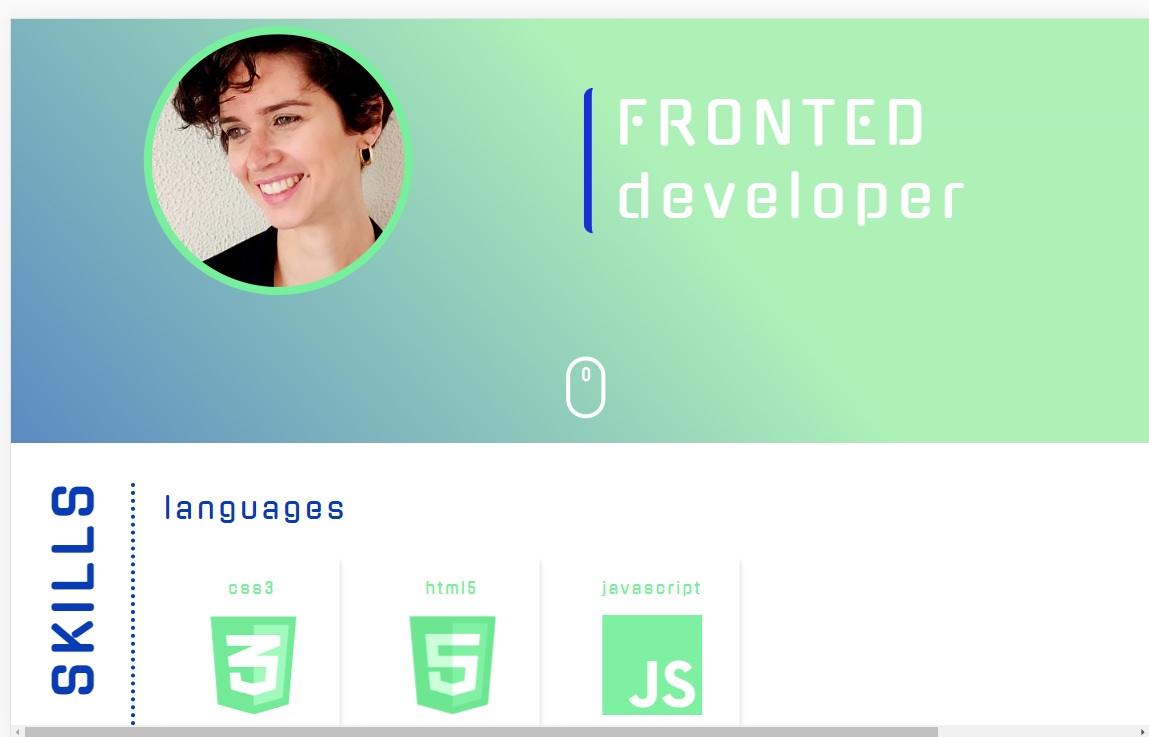 FRONTED
developer
SKILLS
languages
css3
html5
javascript
3
5
JS